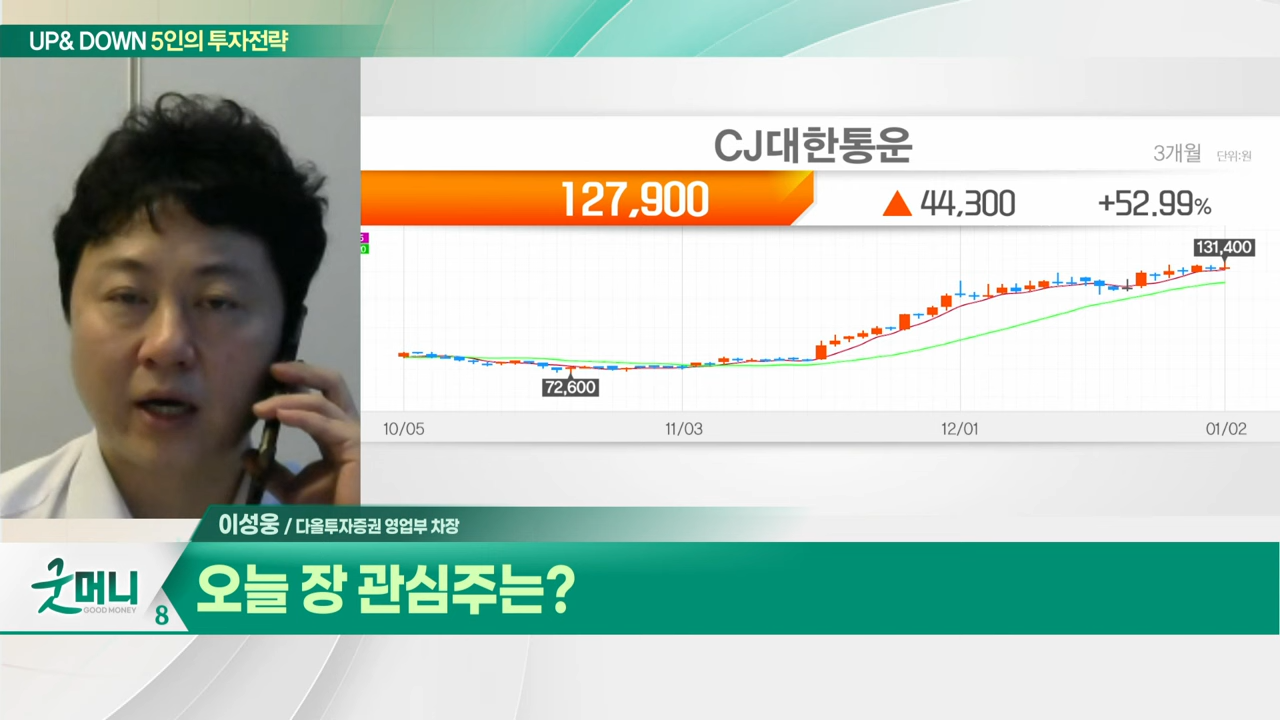 UP& DOWN 5인의 투자전략
CJ대한통운
3개월 단위:원
127,900 ▲ 44,300 +52.99%
131,400
72,600
10/05 11/03 12/01 01/02
이성웅 / 다올투자증권 영업부 차장
굿머니
GOOD MONEY
8
오늘 장 관심주는?